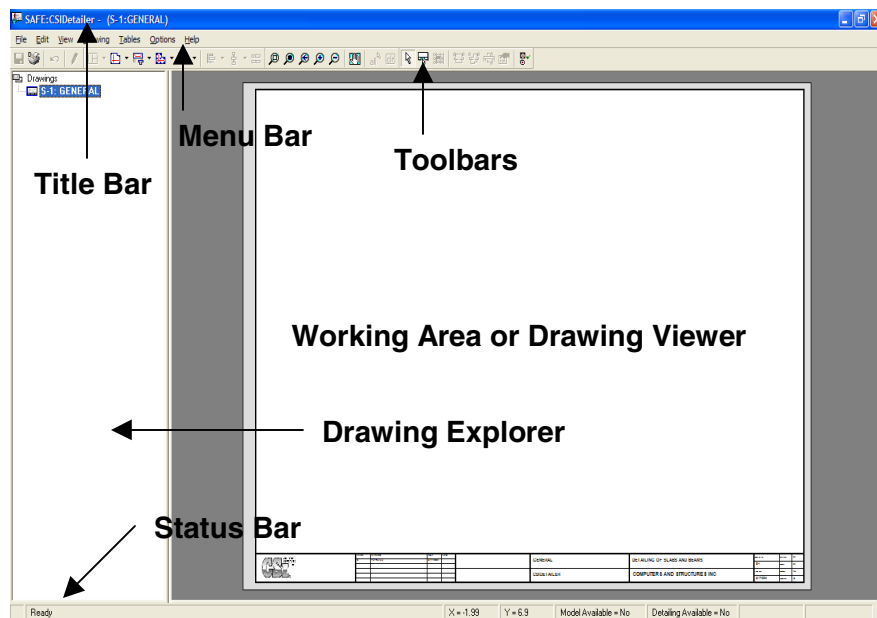 SAFE:CSIDetailer - (S-1:GENERAL)
File Edit View Drawing Tables Options Help
Drawings
S-1: GENERAL
Menu Bar
Toolbars
Title Bar
Working Area or Drawing Viewer
Drawing Explorer
Status Bar
GENERAL
DETAILING OF SLABS AND BEAMS
CSIDETAILER
COMPUTERS AND STRUCTURES INC
Ready
X = -1.99
Y = 6.9
Model Available = No
Detailing Available = No